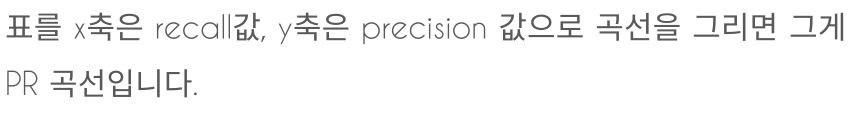 표를 x축은 recall값, y축은 precision 값으로 곡선을 그리면 그게
PR 곡선입니다.